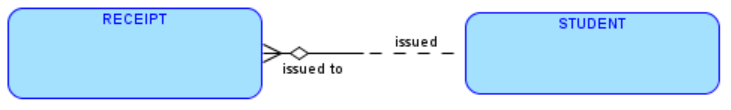 RECEIPT
STUDENT
issued
issued to